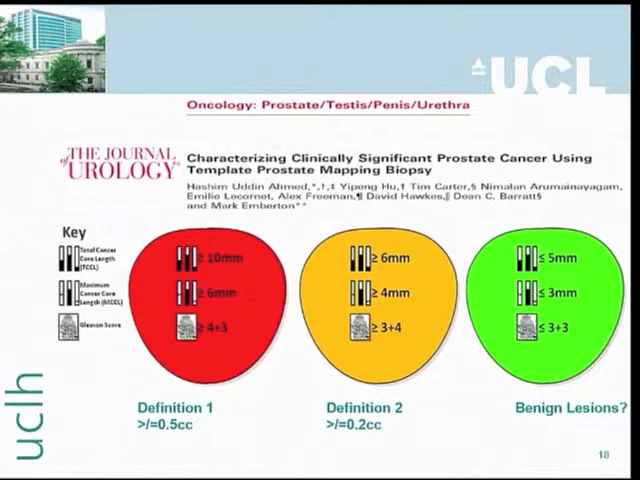 UCL
Oncology: Prostate/Testis/Penis/Urethra
THE JOURNAL
of UROLOGY®
Characterizing Clinically Significant Prostate Cancer Using
Template Prostate Mapping Biopsy
Hashim Uddin Ahmed,*,†,‡ Yipeng Hu,† Tim Carter,§ Nimalan Arumainayagam,
Emilie Lecornet, Alex Freeman,¶ David Hawkes,|| Dean C. Barratt§
and Mark Emberton**
Key
Total Cancer
Core Length
(TCCL)
≥ 10mm
≥ 6mm
≤ 5mm
Maximum
Cancer Core
Length (MCCL)
≥ 6mm
≥ 4mm
≤ 3mm
Gleason Score
≥ 4+3
≥ 3+4
≤ 3+3
Definition 1
>/=0.5cc
Definition 2
>/=0.2cc
Benign Lesions?
uclh
18